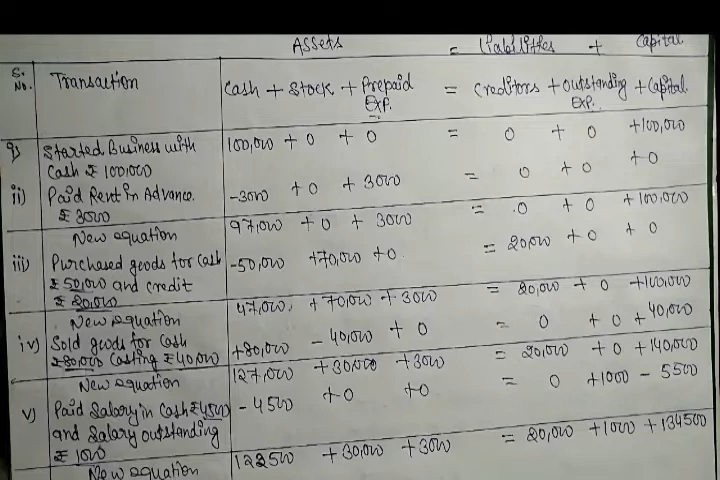 Assets = liabilities + Capital
S. No. Transaction Cash + Stock + Prepaid Exp. = Creditors + outstanding Exp. + Capital
i) Started Business with 100,000 + 0 + 0 = 0 + 0 +100,000
Cash ₹ 100,000
ii) Paid Rent in Advance. -3000 + 0 + 3000 = 0 + 0 +0
₹ 3000
New equation 97,000 + 0 + 3000 = 0 + 0 + 100,000
iii) Purchased goods for cash -50,000 +70,000 +0 = 20,000 + 0 + 0
₹ 50,000 and credit
₹ 20,000
New equation 47,000 + 70,000 + 3000 = 20,000 + 0 +100,000
iv) Sold goods for Cash +80,000 - 40,000 + 0 = 0 + 0 + 40,000
₹ 80,000 Costing ₹ 40,000
New equation 127,000 + 30,000 +3000 = 20,000 + 0 + 140,000
v) Paid Salary in Cash ₹ 4500 - 4500 +0 +0 = 0 +1000 - 5500
and Salary outstanding
₹ 1000
New equation 122500 + 30,000 + 3000 = 20,000 + 1000 + 134500